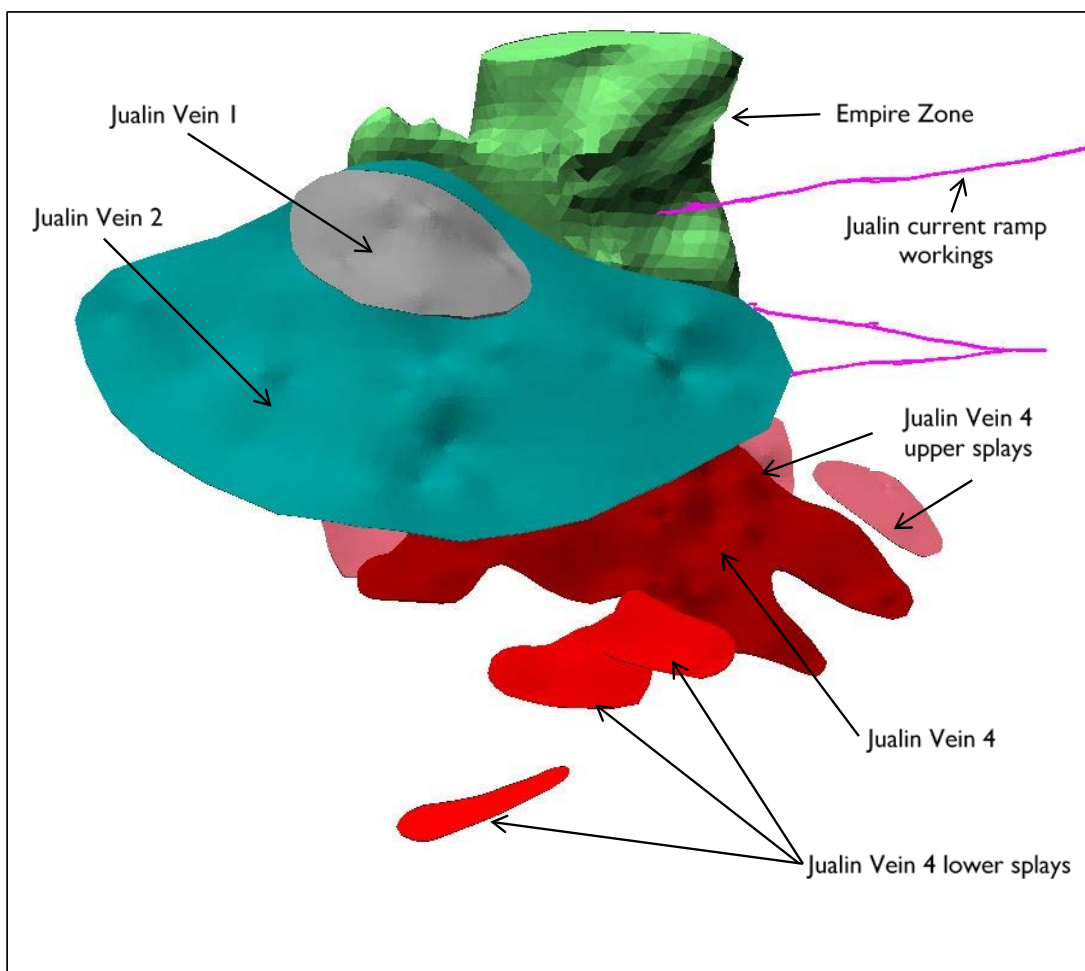 Jualin Vein 1
Empire Zone
Jualin Vein 2
Jualin current ramp
workings
Jualin Vein 4
upper splays
Jualin Vein 4
Jualin Vein 4 lower splays